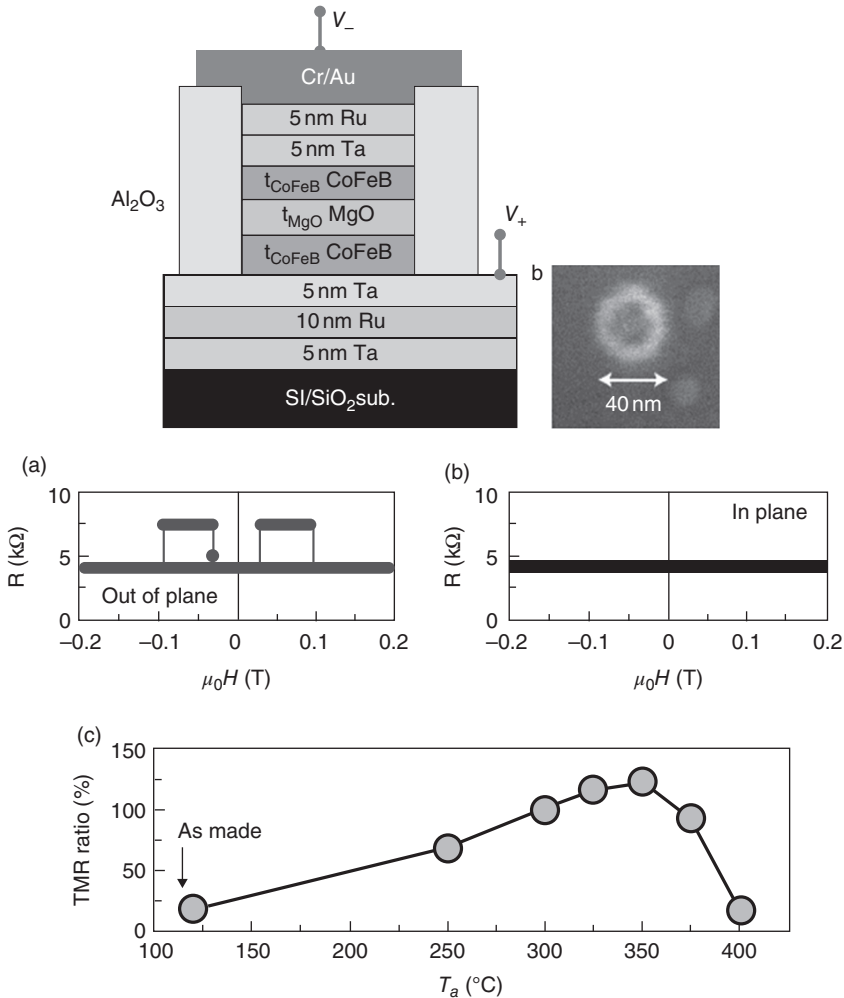 V₋
Cr/Au
5 nm Ru
5 nm Ta
Al₂O₃
t_CoFeB CoFeB
t_MgO MgO
t_CoFeB CoFeB
V₊
5 nm Ta
10 nm Ru
5 nm Ta
SI/SiO₂sub.
b
40 nm
(a)
10
5
0
R (kΩ)
Out of plane
−0.2 −0.1 0 0.1 0.2
μ₀H (T)
(b)
10
5
0
R (kΩ)
In plane
−0.2 −0.1 0 0.1 0.2
μ₀H (T)
(c)
150
100
50
0
TMR ratio (%)
As made
100 150 200 250 300 350 400
Tₐ (°C)